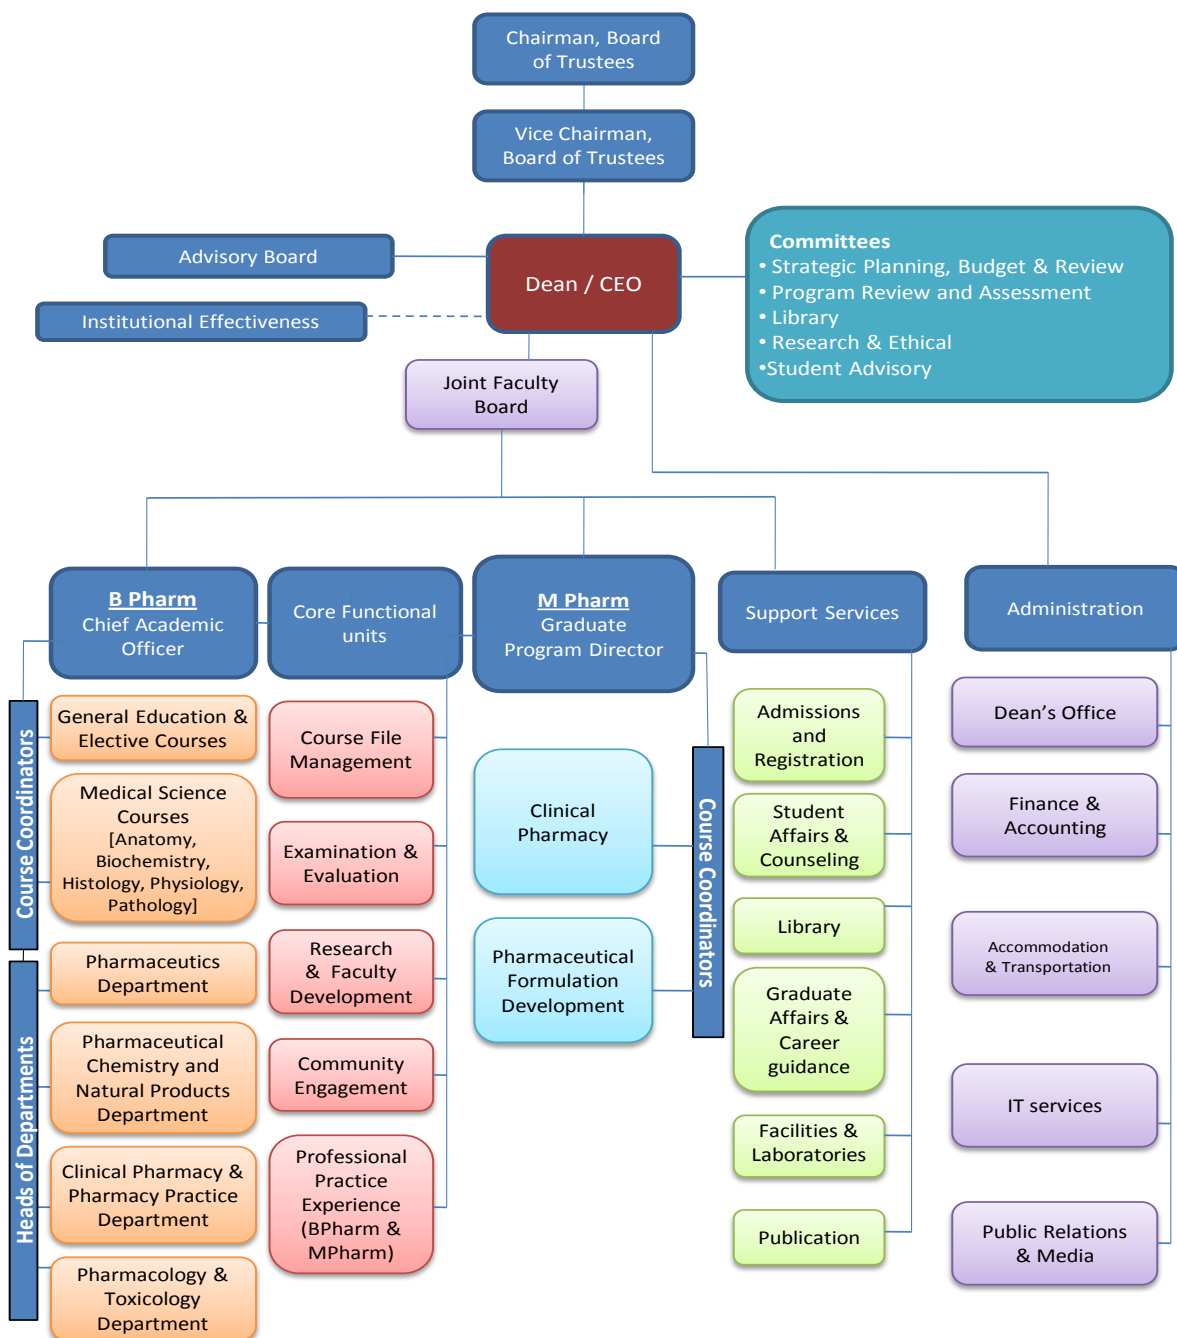 Chairman, Board
of Trustees
Vice Chairman,
Board of Trustees
Advisory Board
Institutional Effectiveness
Dean / CEO
Committees
• Strategic Planning, Budget & Review
• Program Review and Assessment
• Library
• Research & Ethical
•Student Advisory
Joint Faculty
Board
B Pharm
Chief Academic
Officer
Core Functional
units
M Pharm
Graduate
Program Director
Support Services
Administration
Course Coordinators
General Education &
Elective Courses
Medical Science
Courses
[Anatomy,
Biochemistry,
Histology, Physiology,
Pathology]
Heads of Departments
Pharmaceutics
Department
Pharmaceutical
Chemistry and
Natural Products
Department
Clinical Pharmacy &
Pharmacy Practice
Department
Pharmacology &
Toxicology
Department
Course File
Management
Examination &
Evaluation
Research
& Faculty
Development
Community
Engagement
Professional
Practice
Experience
(BPharm &
MPharm)
Clinical
Pharmacy
Pharmaceutical
Formulation
Development
Course Coordinators
Admissions
and
Registration
Student
Affairs &
Counseling
Library
Graduate
Affairs &
Career
guidance
Facilities &
Laboratories
Publication
Dean’s Office
Finance &
Accounting
Accommodation
& Transportation
IT services
Public Relations
& Media